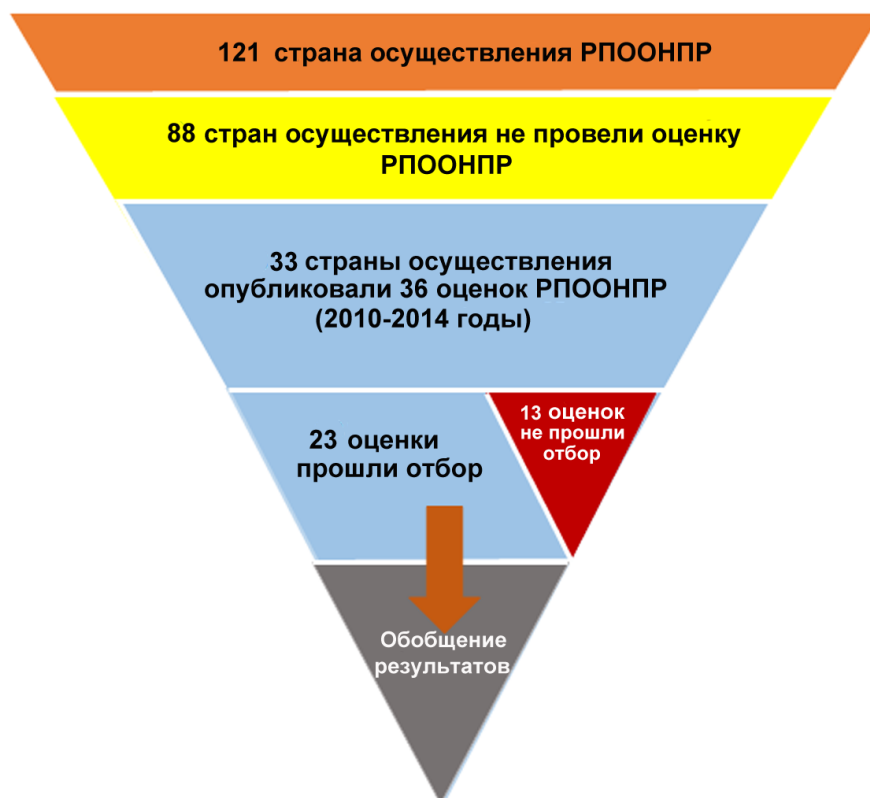 121 страна осуществления РПООНПР
88 стран осуществления не провели оценку
РПООНПР
33 страны осуществления
опубликовали 36 оценок РПООНПР
(2010-2014 годы)
23 оценки
прошли отбор
13 оценок
не прошли
отбор
Обобщение
результатов